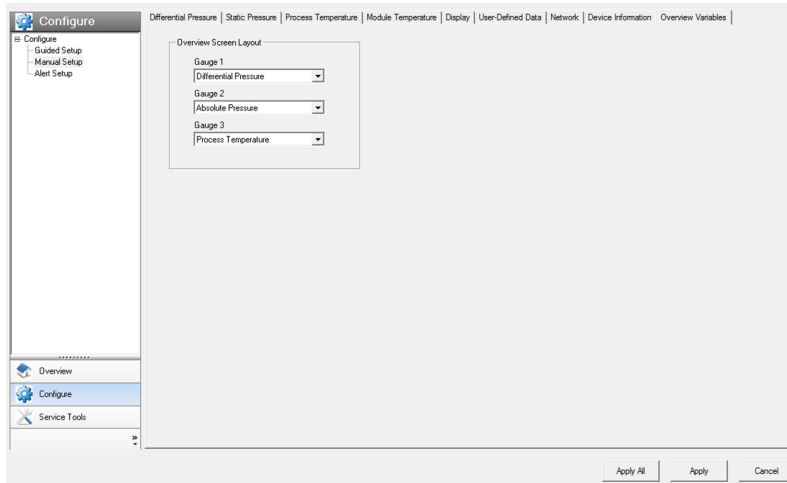 Configure
Differential Pressure | Static Pressure | Process Temperature | Module Temperature | Display | User-Defined Data | Network | Device Information | Overview Variables |
Configure
Guided Setup
Manual Setup
Alert Setup
Overview Screen Layout
Gauge 1
Differential Pressure
Gauge 2
Absolute Pressure
Gauge 3
Process Temperature
Overview
Configure
Service Tools
Apply All
Apply
Cancel